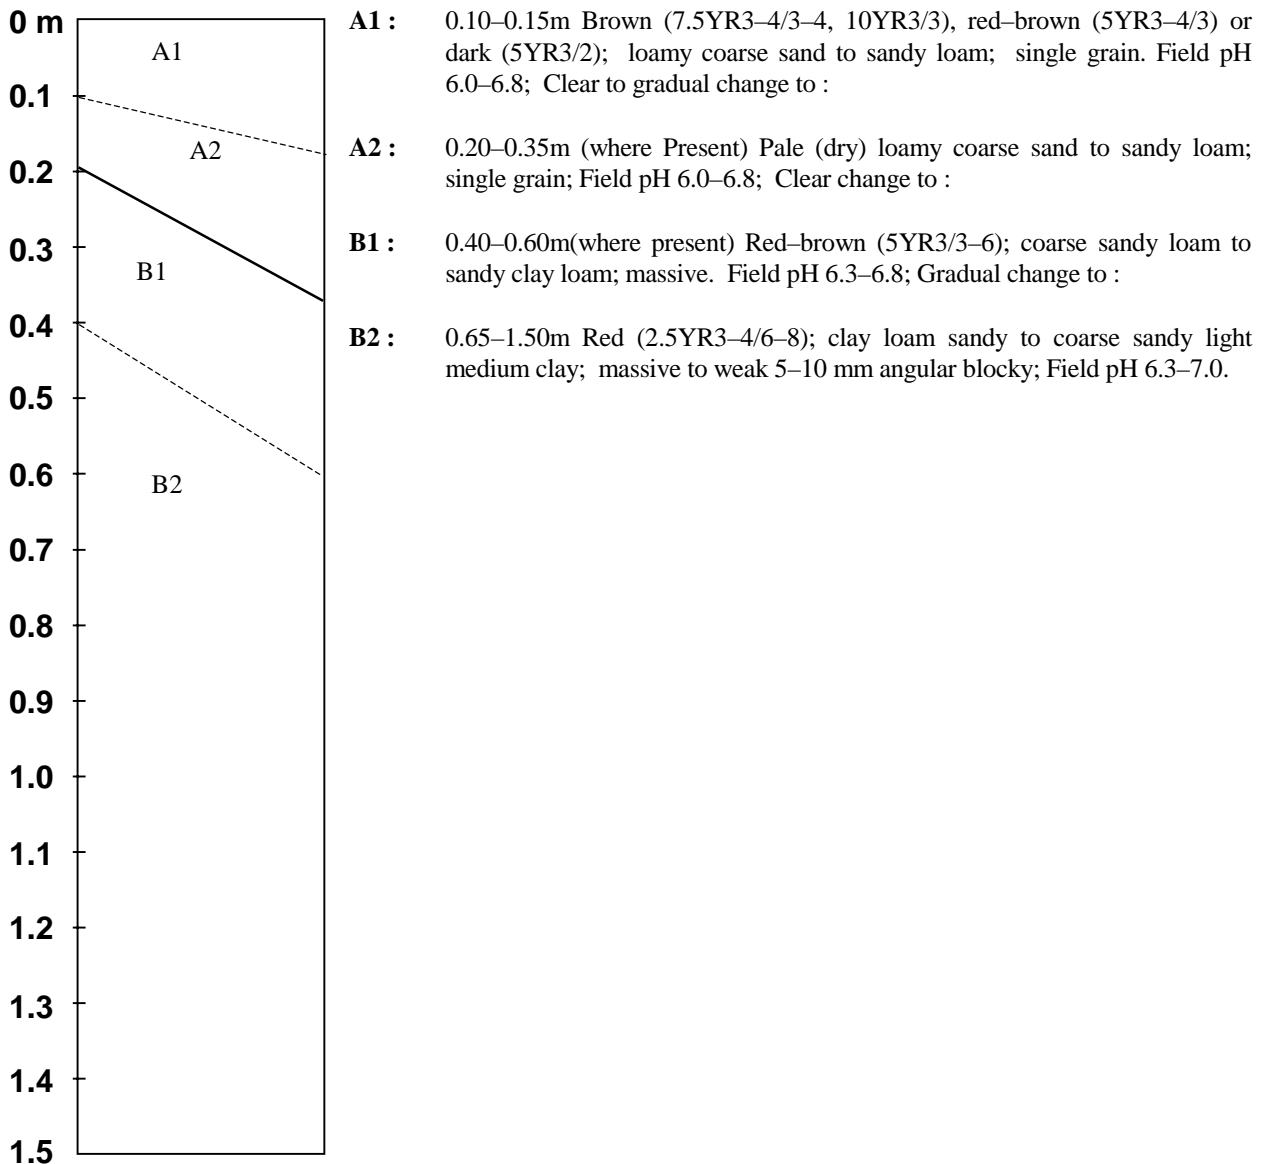 0 m
0.1
0.2
0.3
0.4
0.5
0.6
0.7
0.8
0.9
1.0
1.1
1.2
1.3
1.4
1.5
A1
A2
B1
B2
A1 : 0.10–0.15m Brown (7.5YR3–4/3–4, 10YR3/3), red–brown (5YR3–4/3) or
dark (5YR3/2); loamy coarse sand to sandy loam; single grain. Field pH
6.0–6.8; Clear to gradual change to :
A2 : 0.20–0.35m (where Present) Pale (dry) loamy coarse sand to sandy loam;
single grain; Field pH 6.0–6.8; Clear change to :
B1 : 0.40–0.60m(where present) Red–brown (5YR3/3–6); coarse sandy loam to
sandy clay loam; massive. Field pH 6.3–6.8; Gradual change to :
B2 : 0.65–1.50m Red (2.5YR3–4/6–8); clay loam sandy to coarse sandy light
medium clay; massive to weak 5–10 mm angular blocky; Field pH 6.3–7.0.